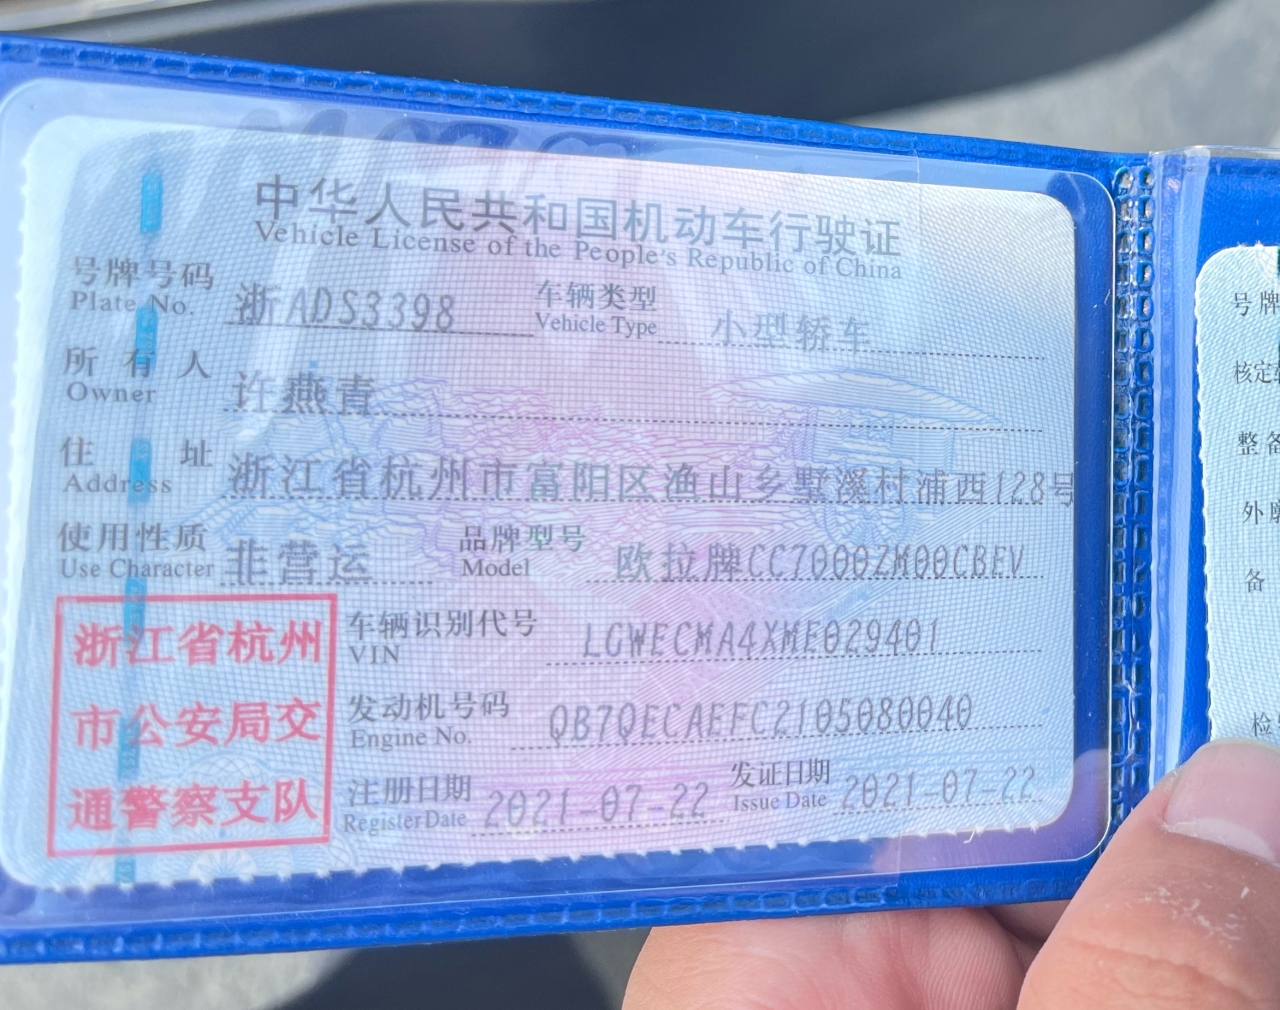 中华人民共和国机动车行驶证
Vehicle License of the People's Republic of China
号牌号码 浙ADS3398 车辆类型 小型轿车
Plate No. Vehicle Type
所有人 许燕青
Owner
住址 浙江省杭州市富阳区渔山乡墅溪村浦西128号
Address
使用性质 非营运 品牌型号 欧拉牌CC7000ZM00CBEV
Use Character Model
车辆识别代号 LGWECMA4XME029401
VIN
发动机号码 QB7QECAEFC2105080040
Engine No.
注册日期 2021-07-22 发证日期 2021-07-22
Register Date Issue Date
浙江省杭州
市公安局交
通警察支队
号牌
核定
整备
外
备
检